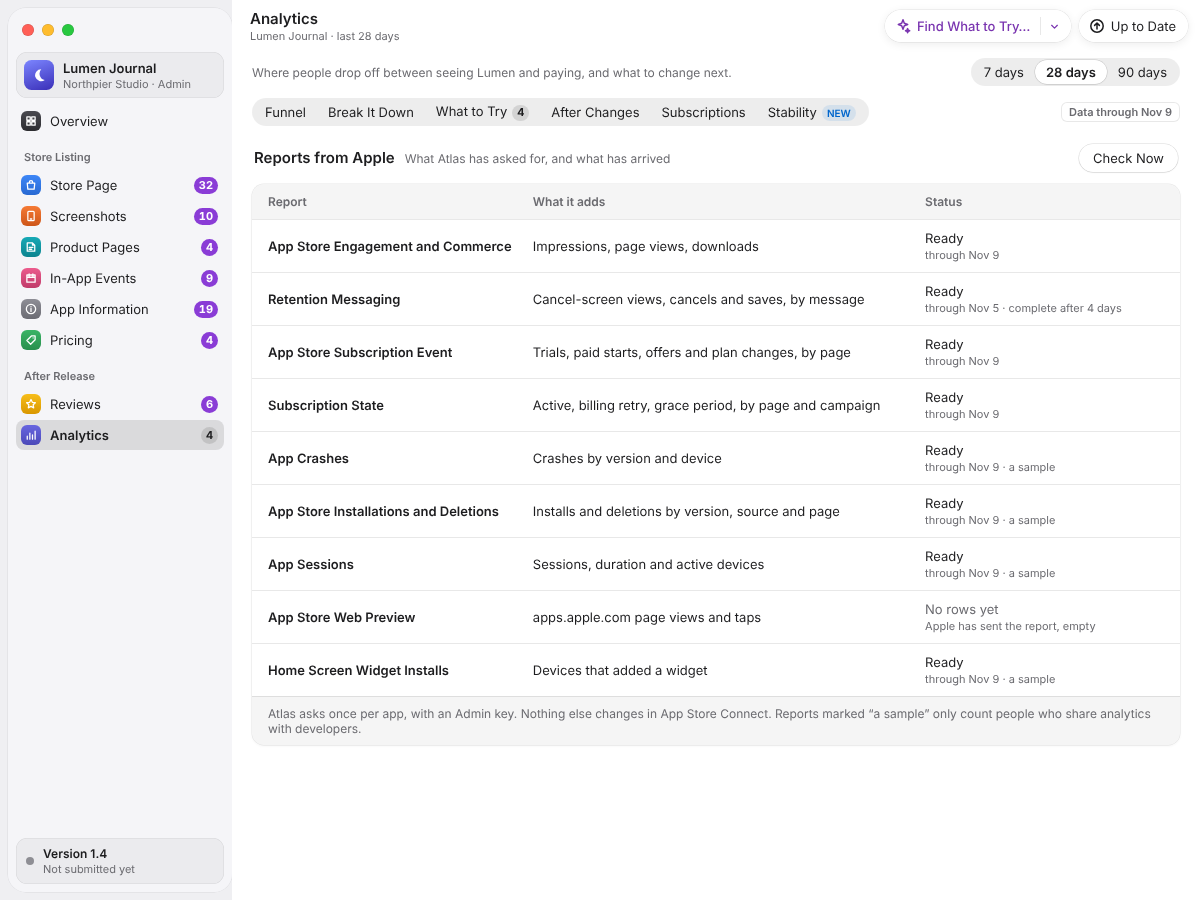 Lumen Journal
Northpier Studio · Admin
Overview
Store Listing
Store Page 32
Screenshots 10
Product Pages 4
In-App Events 9
App Information 19
Pricing 4
After Release
Reviews 6
Analytics 4
Version 1.4
Not submitted yet
Analytics
Lumen Journal · last 28 days
Find What to Try...
Up to Date
Where people drop off between seeing Lumen and paying, and what to change next.
7 days 28 days 90 days
Funnel Break It Down What to Try 4 After Changes Subscriptions Stability NEW
Data through Nov 9
Reports from Apple What Atlas has asked for, and what has arrived
Check Now
Report What it adds Status
App Store Engagement and Commerce Impressions, page views, downloads Ready
through Nov 9
Retention Messaging Cancel-screen views, cancels and saves, by message Ready
through Nov 5 · complete after 4 days
App Store Subscription Event Trials, paid starts, offers and plan changes, by page Ready
through Nov 9
Subscription State Active, billing retry, grace period, by page and campaign Ready
through Nov 9
App Crashes Crashes by version and device Ready
through Nov 9 · a sample
App Store Installations and Deletions Installs and deletions by version, source and page Ready
through Nov 9 · a sample
App Sessions Sessions, duration and active devices Ready
through Nov 9 · a sample
App Store Web Preview apps.apple.com page views and taps No rows yet
Apple has sent the report, empty
Home Screen Widget Installs Devices that added a widget Ready
through Nov 9 · a sample
Atlas asks once per app, with an Admin key. Nothing else changes in App Store Connect. Reports marked “a sample” only count people who share analytics
with developers.